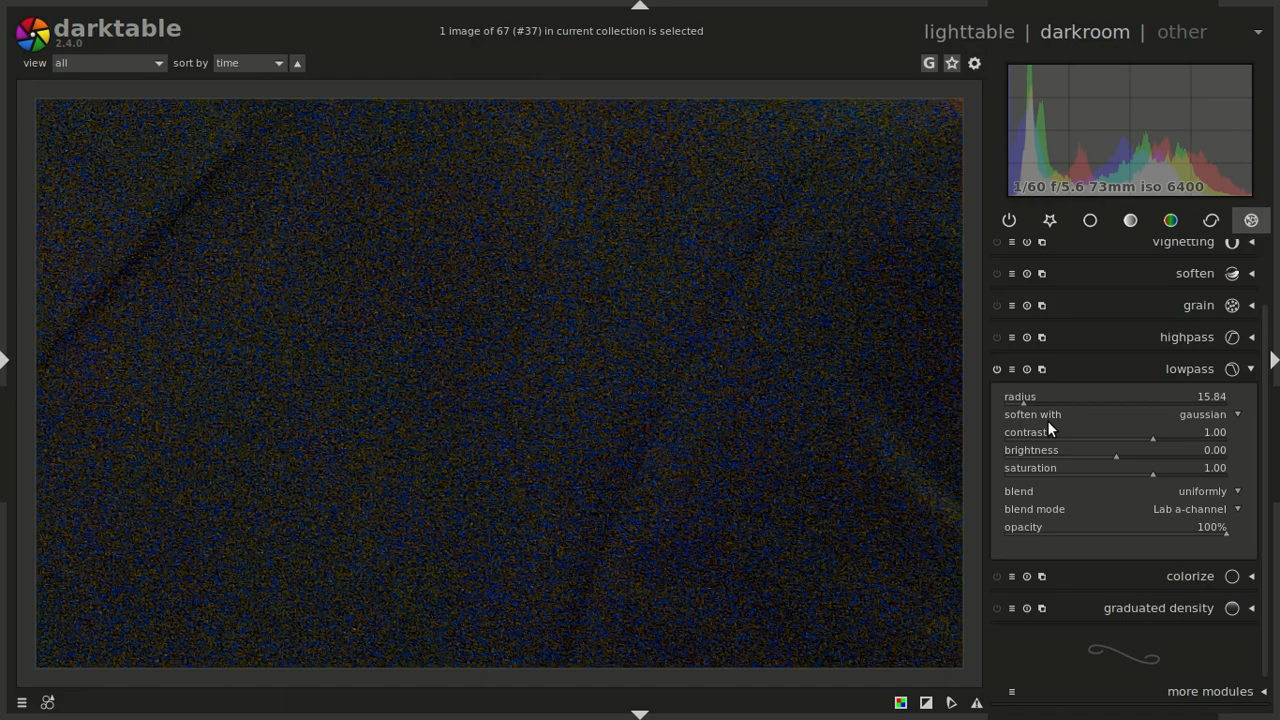 darktable
2.4.0
1 image of 67 (#37) in current collection is selected
lighttable | darkroom | other
view all sort by time
G
1/60 f/5.6 73mm iso 6400
vignetting
soften
grain
highpass
lowpass
radius 15.84
soften with gaussian
contrast 1.00
brightness 0.00
saturation 1.00
blend uniformly
blend mode Lab a-channel
opacity 100%
colorize
graduated density
more modules